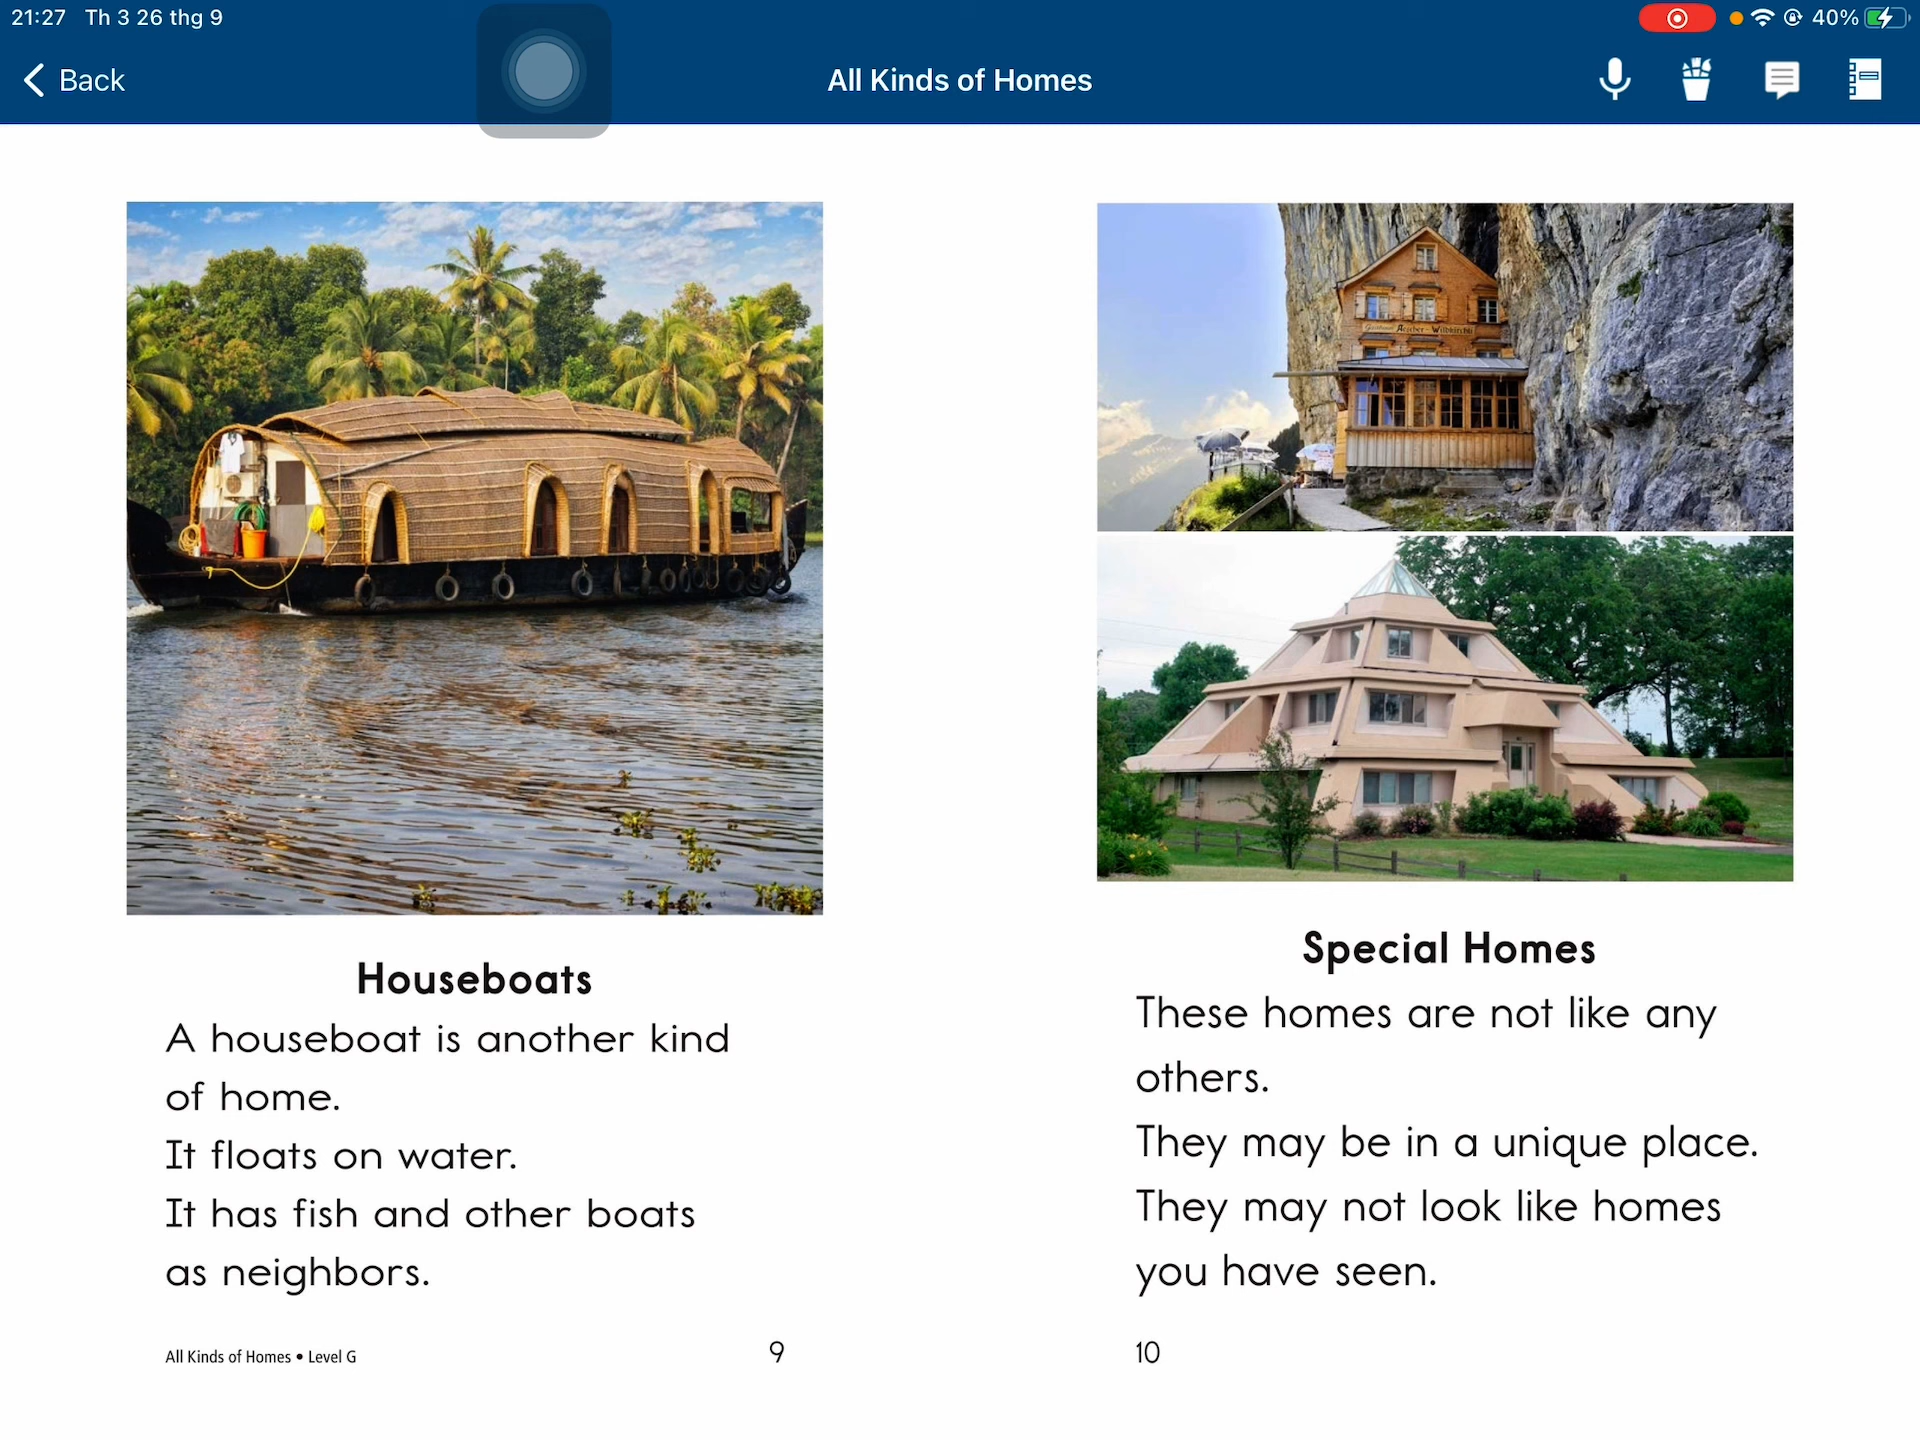 21:27 Th 3 26 thg 9
40%
Back
All Kinds of Homes
Gasthaus Aescher-Wildkirchli
Houseboats
A houseboat is another kind
of home.
It floats on water.
It has fish and other boats
as neighbors.
All Kinds of Homes • Level G
9
Special Homes
These homes are not like any
others.
They may be in a unique place.
They may not look like homes
you have seen.
10